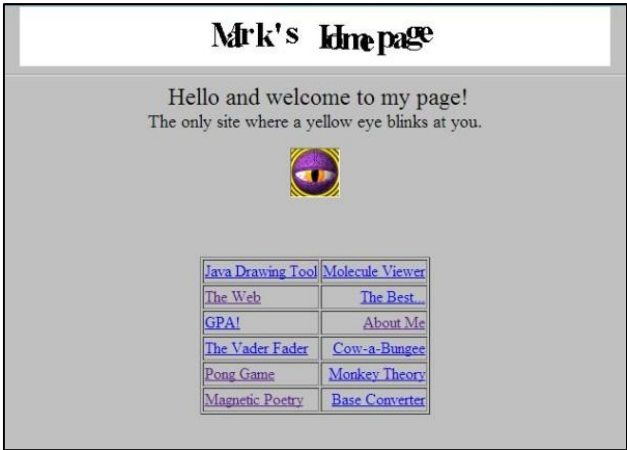 Mark's Homepage
Hello and welcome to my page!
The only site where a yellow eye blinks at you.
Java Drawing Tool Molecule Viewer
The Web The Best...
GPA! About Me
The Vader Fader Cow-a-Bungee
Pong Game Monkey Theory
Magnetic Poetry Base Converter